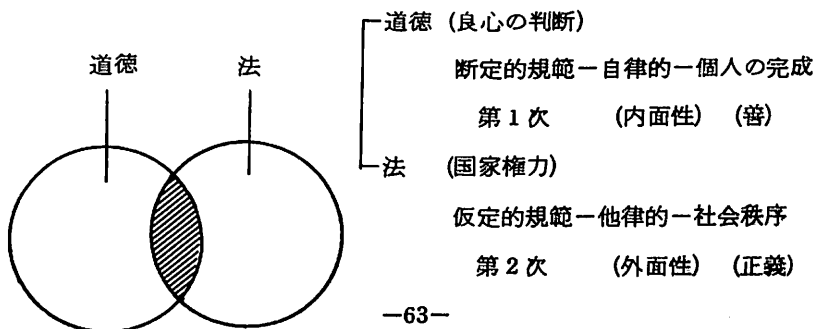 道徳 法
道徳 (良心の判断)
断定的規範－自律的－個人の完成
第1次 (内面性) (善)
法 (国家権力)
仮定的規範－他律的－社会秩序
第2次 (外面性) (正義)
—63—